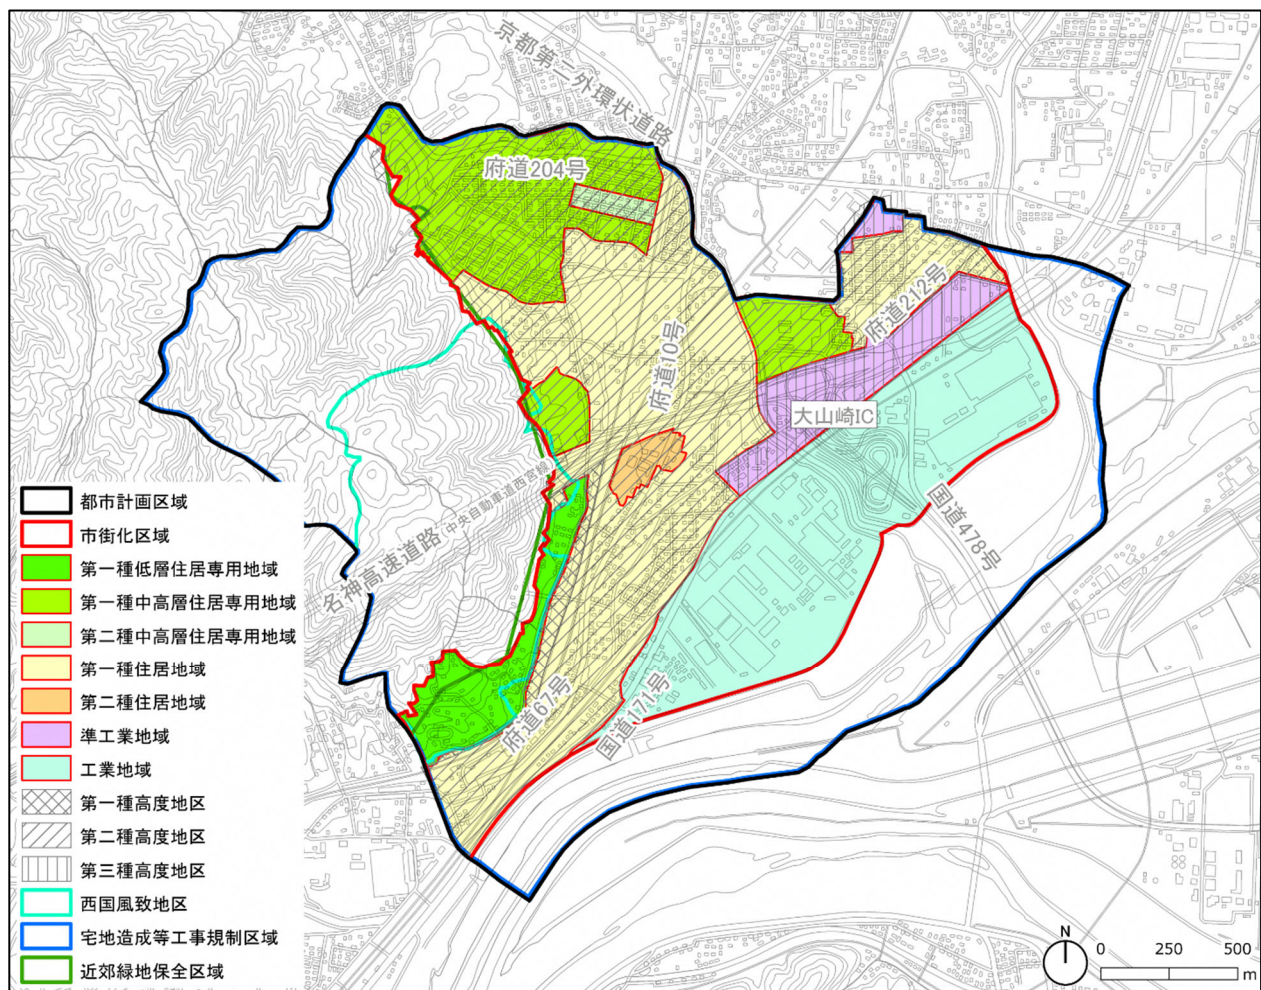 京都第二外環状道路
府道204号
府道212号
府道10号
大山崎IC
国道478号
名神高速道路
中央自動車道西宮線
府道67号
国道171号
都市計画区域
市街化区域
第一種低層住居専用地域
第一種中高層住居専用地域
第二種中高層住居専用地域
第一種住居地域
第二種住居地域
準工業地域
工業地域
第一種高度地区
第二種高度地区
第三種高度地区
西国風致地区
宅地造成等工事規制区域
近郊緑地保全区域
N
0 250 500
m